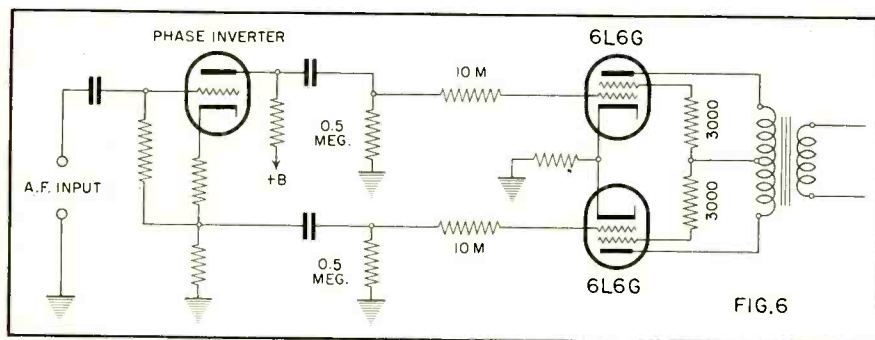 PHASE INVERTER
6L6G
10 M
0.5
MEG.
3000
+B
A.F. INPUT
3000
10 M
0.5
MEG.
6L6G
FIG.6